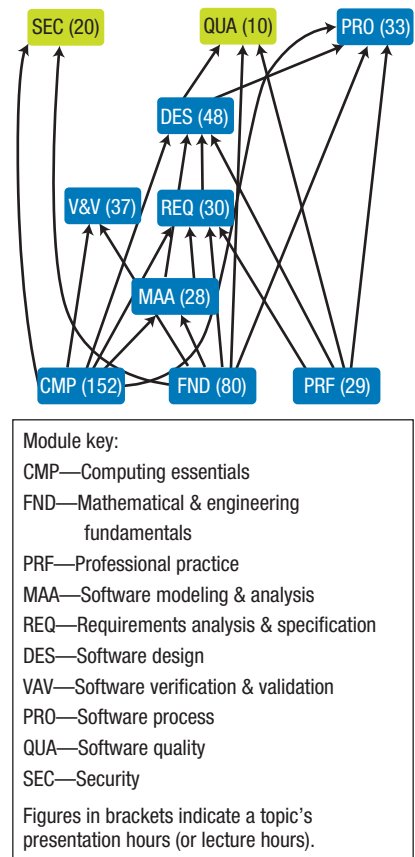 SEC (20)
QUA (10)
PRO (33)
DES (48)
V&V (37)
REQ (30)
MAA (28)
CMP (152)
FND (80)
PRF (29)
Module key:
CMP—Computing essentials
FND—Mathematical & engineering
fundamentals
PRF—Professional practice
MAA—Software modeling & analysis
REQ—Requirements analysis & specification
DES—Software design
VAV—Software verification & validation
PRO—Software process
QUA—Software quality
SEC—Security
Figures in brackets indicate a topic's
presentation hours (or lecture hours).